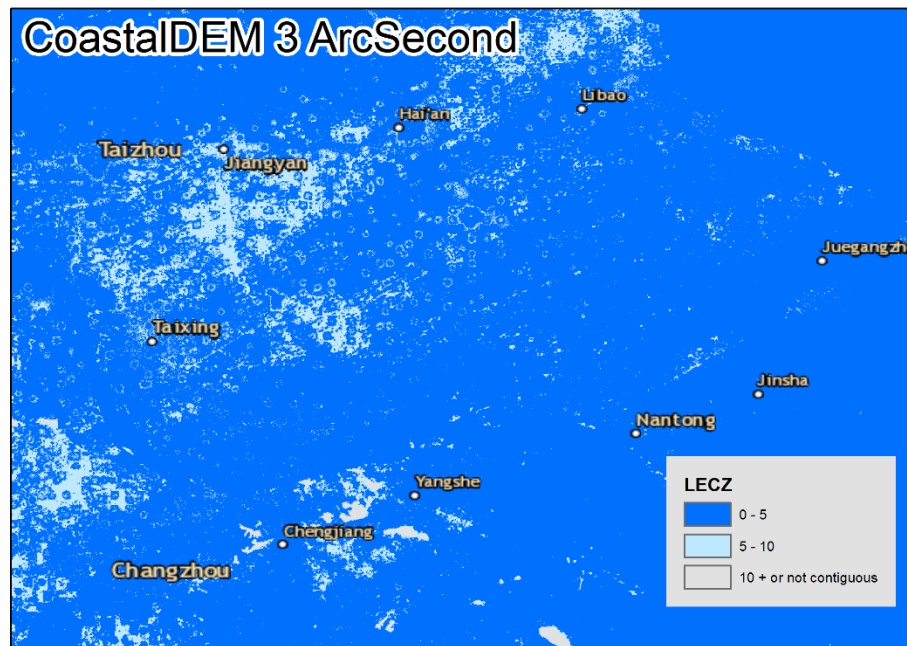 CoastalDEM 3 ArcSecond
Libao
Hai'an
Taizhou
Jiangyan
Juegangzh
Taixing
Jinsha
Nantong
Yangshe
LECZ
0 - 5
5 - 10
10 + or not contiguous
Chengjiang
Changzhou